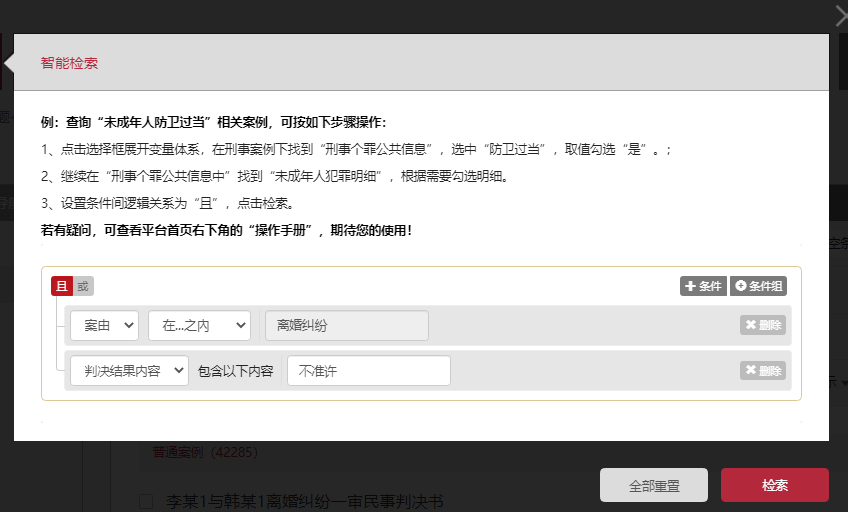 智能检索
例：查询“未成年人防卫过当”相关案例，可按如下步骤操作：
1、点击选择框展开变量体系，在刑事案例下找到“刑事个罪公共信息”，选中“防卫过当”，取值勾选“是”。；
2、继续在“刑事个罪公共信息中”找到“未成年人犯罪明细”，根据需要勾选明细。
3、设置条件间逻辑关系为“且”，点击检索。
若有疑问，可查看平台首页右下角的“操作手册”，期待您的使用！
且 或 条件 条件组
案由 在...之内 离婚纠纷 删除
判决结果内容 包含以下内容 不准许 删除
普通案例（42285）
全部重置 检索
李某1与韩某1离婚纠纷一审民事判决书